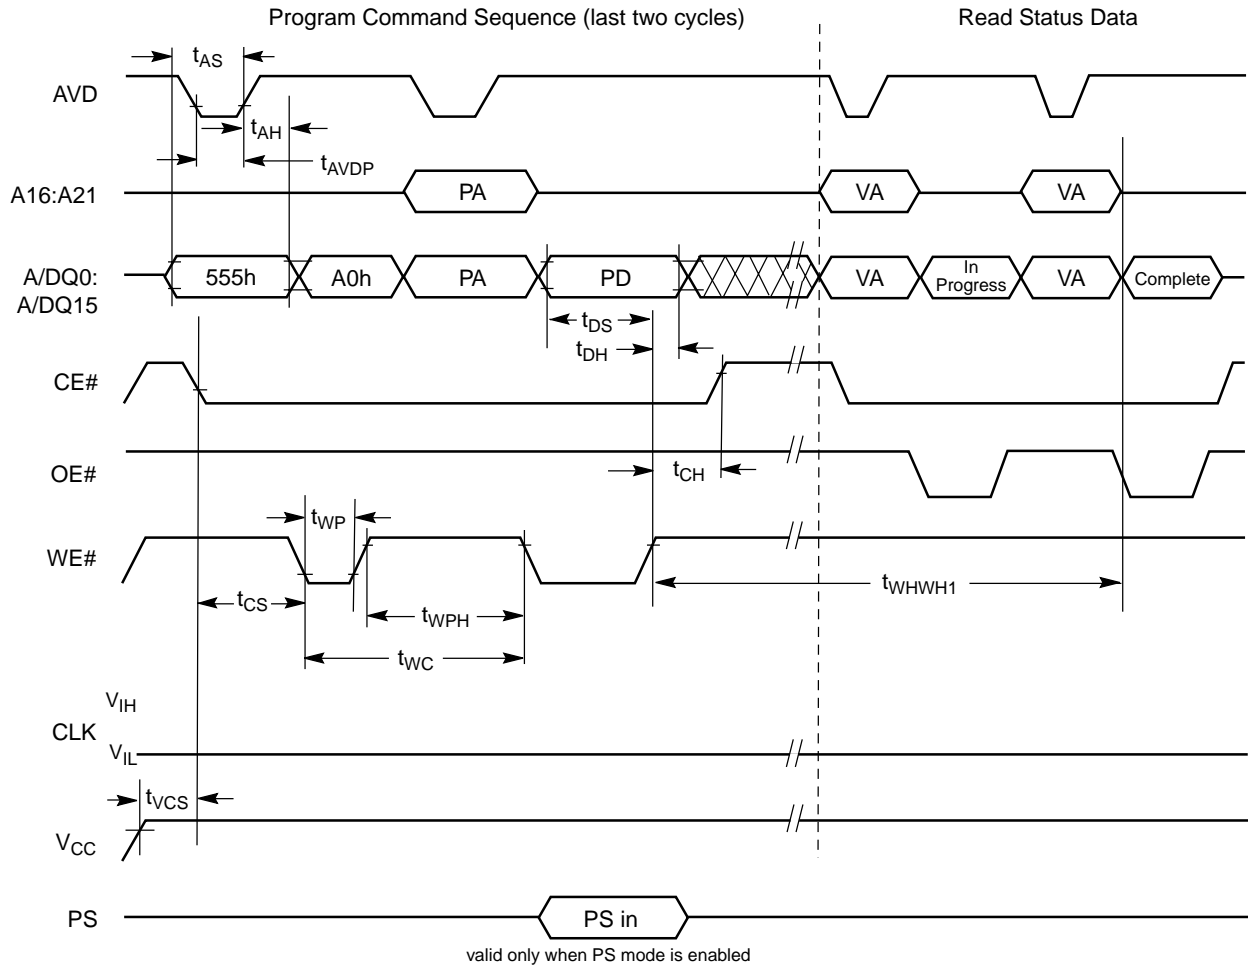 Program Command Sequence (last two cycles)
Read Status Data
tAS
AVD
tAH
tAVDP
A16:A21
PA
VA
VA
A/DQ0:
A/DQ15
555h
A0h
PA
PD
VA
In
Progress
VA
Complete
tDS
tDH
CE#
OE#
tCH
tWP
WE#
tCS
tWPH
tWHWH1
tWC
VIH
CLK
VIL
tVCS
VCC
PS
PS in
valid only when PS mode is enabled